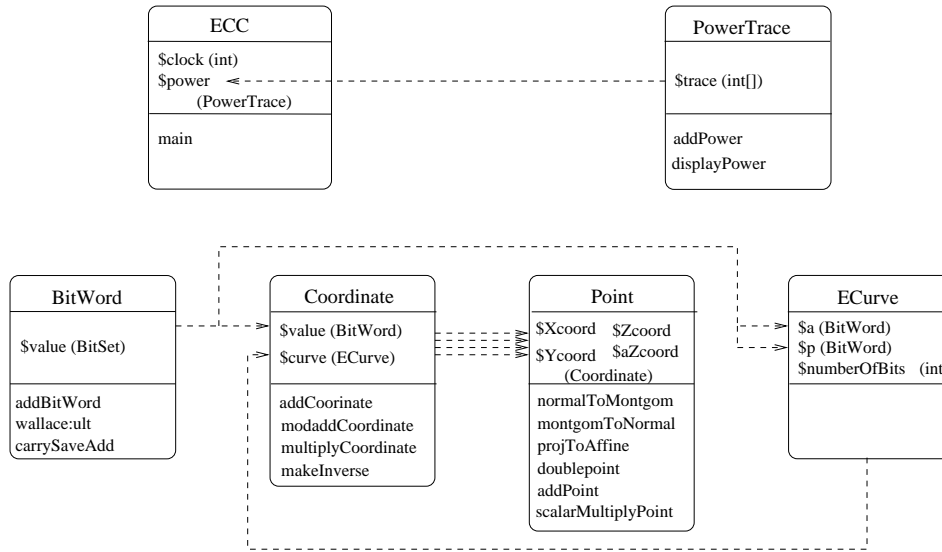 ECC
$clock (int)
$power
(PowerTrace)
main
PowerTrace
$trace (int[])
addPower
displayPower
BitWord
$value (BitSet)
addBitWord
wallace:ult
carrySaveAdd
Coordinate
$value (BitWord)
$curve (ECurve)
addCoorinate
modaddCoordinate
multiplyCoordinate
makeInverse
Point
$Xcoord $Zcoord
$Ycoord $aZcoord
(Coordinate)
normalToMontgom
montgomToNormal
projToAffine
doublepoint
addPoint
scalarMultiplyPoint
ECurve
$a (BitWord)
$p (BitWord)
$numberOfBits (int